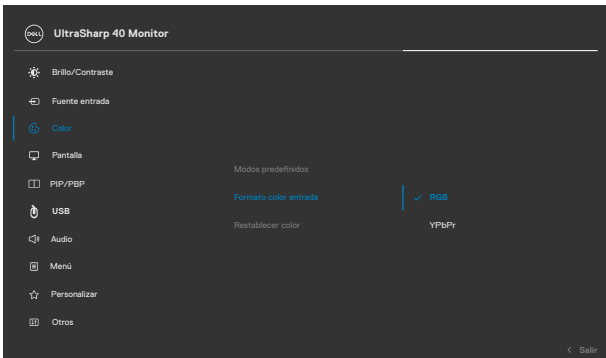 DELL
UltraSharp 40 Monitor
Brillo/Contraste
Fuente entrada
Color
Pantalla
PIP/PBP
USB
Audio
Menú
Personalizar
Otros
Modos predefinidos
Formato color entrada
Restablecer color
RGB
YPbPr
Salir